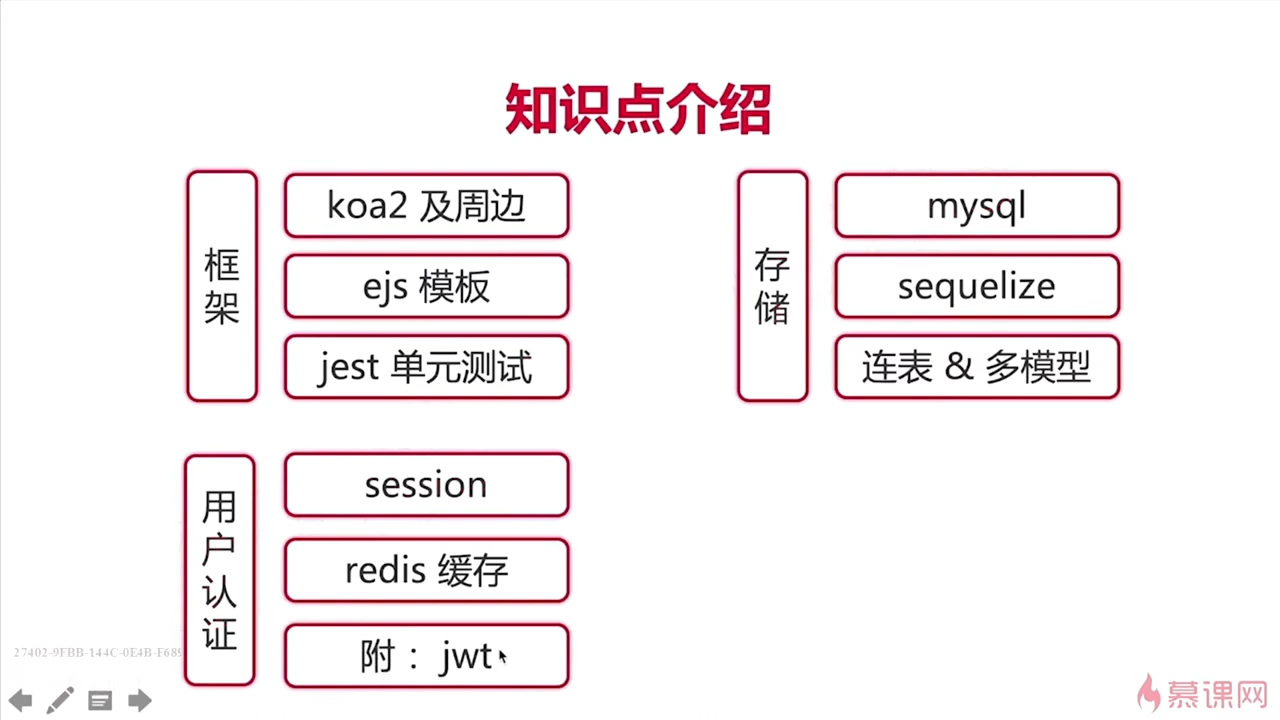 知识点介绍
框架
koa2 及周边
ejs 模板
jest 单元测试
存储
mysql
sequelize
连表 & 多模型
用户认证
session
redis 缓存
附： jwt
27402-9FBB-144C-0E4B-F689
慕课网